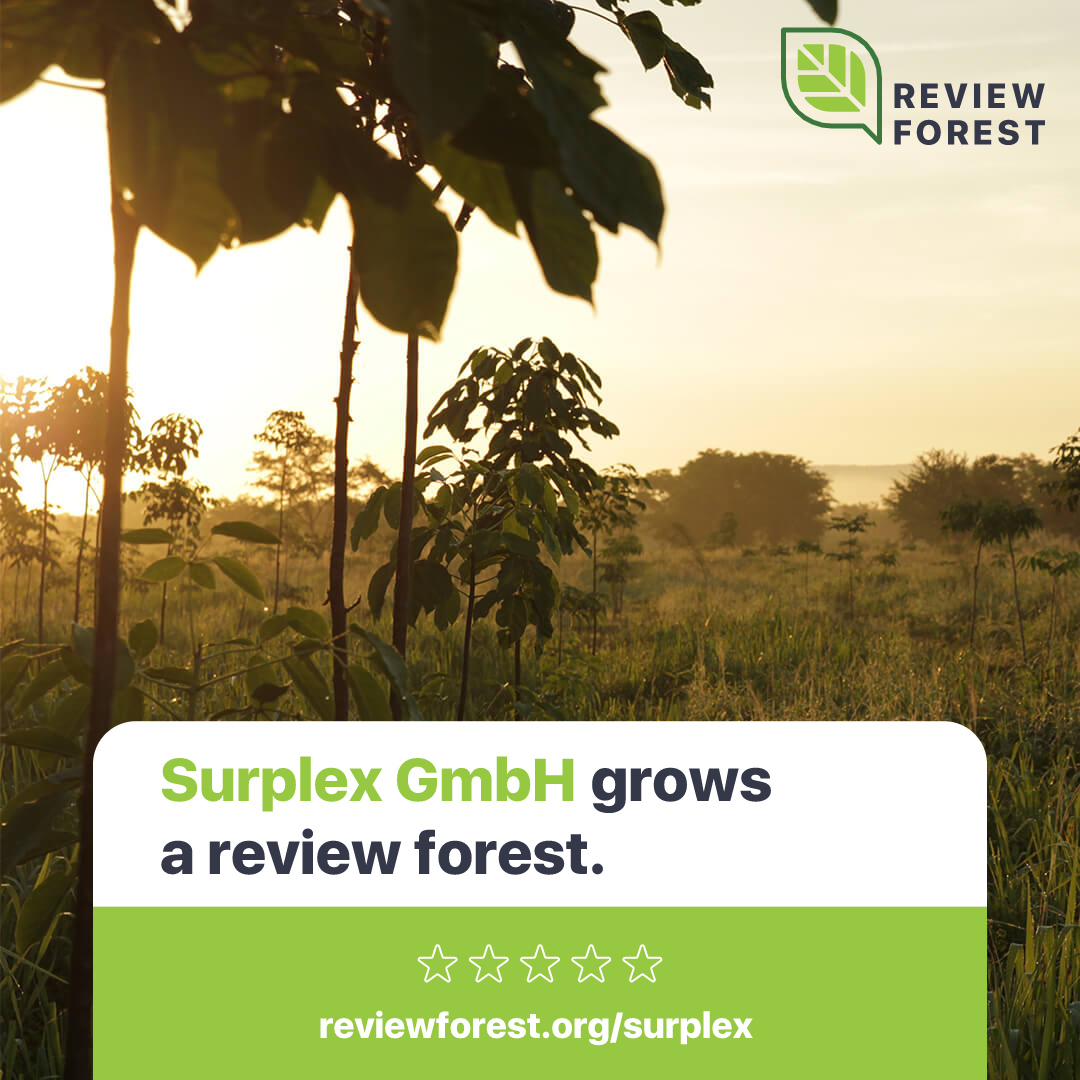 REVIEW
FOREST
Surplex GmbH grows
a review forest.
reviewforest.org/surplex